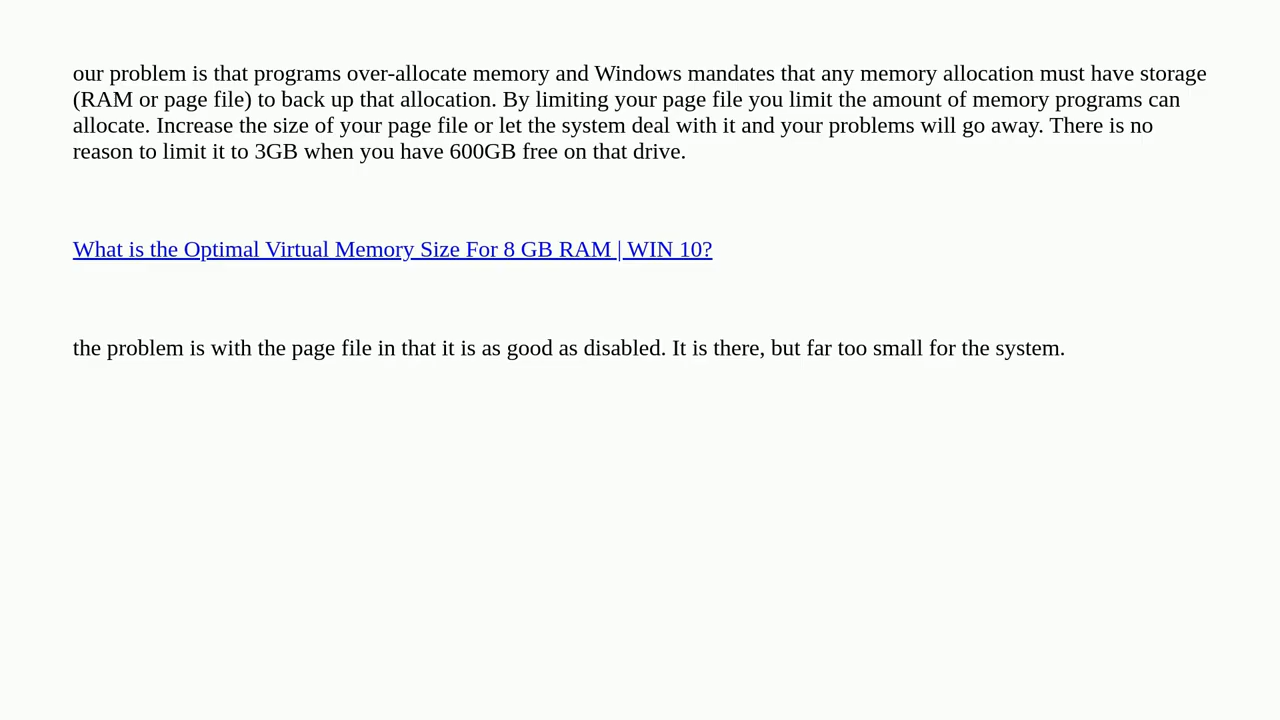 our problem is that programs over-allocate memory and Windows mandates that any memory allocation must have storage
(RAM or page file) to back up that allocation. By limiting your page file you limit the amount of memory programs can
allocate. Increase the size of your page file or let the system deal with it and your problems will go away. There is no
reason to limit it to 3GB when you have 600GB free on that drive.
What is the Optimal Virtual Memory Size For 8 GB RAM | WIN 10?
the problem is with the page file in that it is as good as disabled. It is there, but far too small for the system.